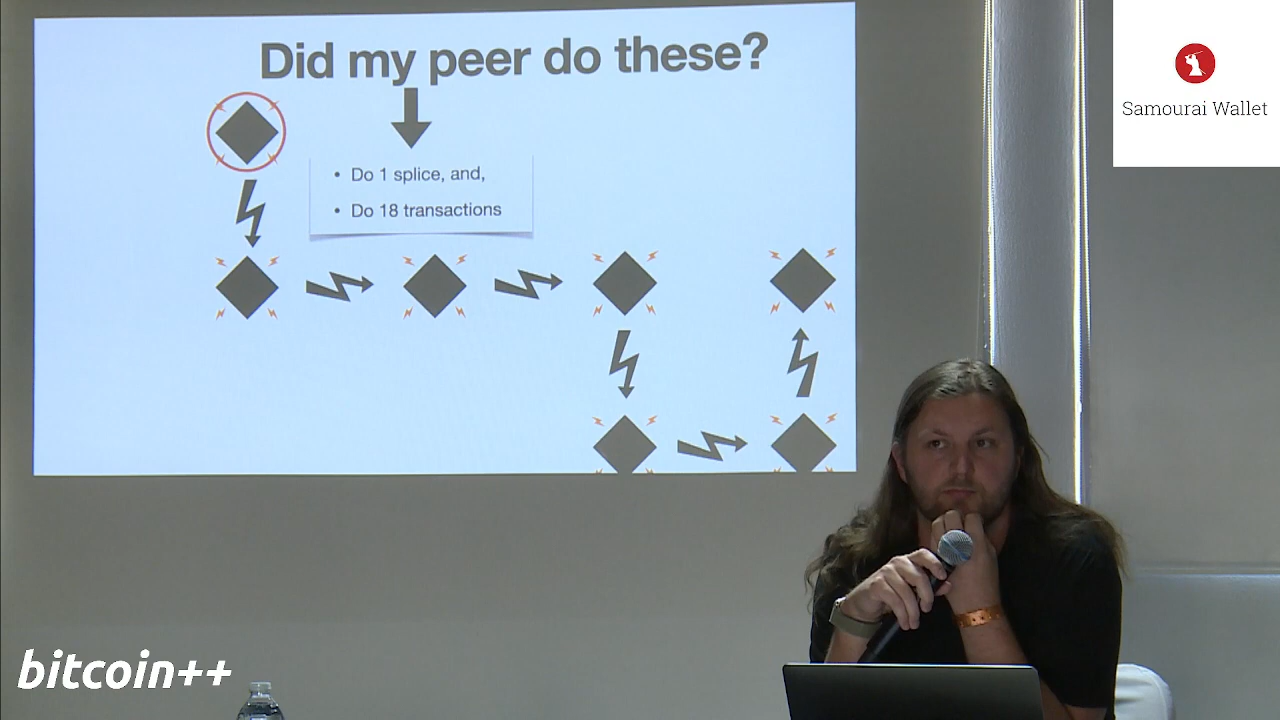 Did my peer do these?
• Do 1 splice, and,
• Do 18 transactions
Samourai Wallet
bitcoin++